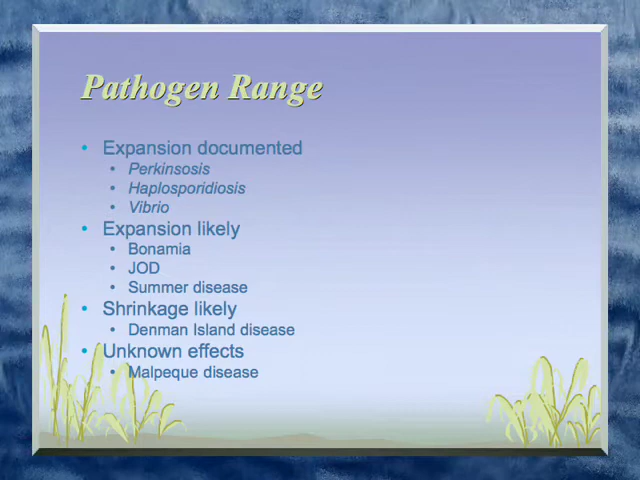 Pathogen Range
• Expansion documented
• Perkinsosis
• Haplosporidiosis
• Vibrio
• Expansion likely
• Bonamia
• JOD
• Summer disease
• Shrinkage likely
• Denman Island disease
• Unknown effects
• Malpeque disease